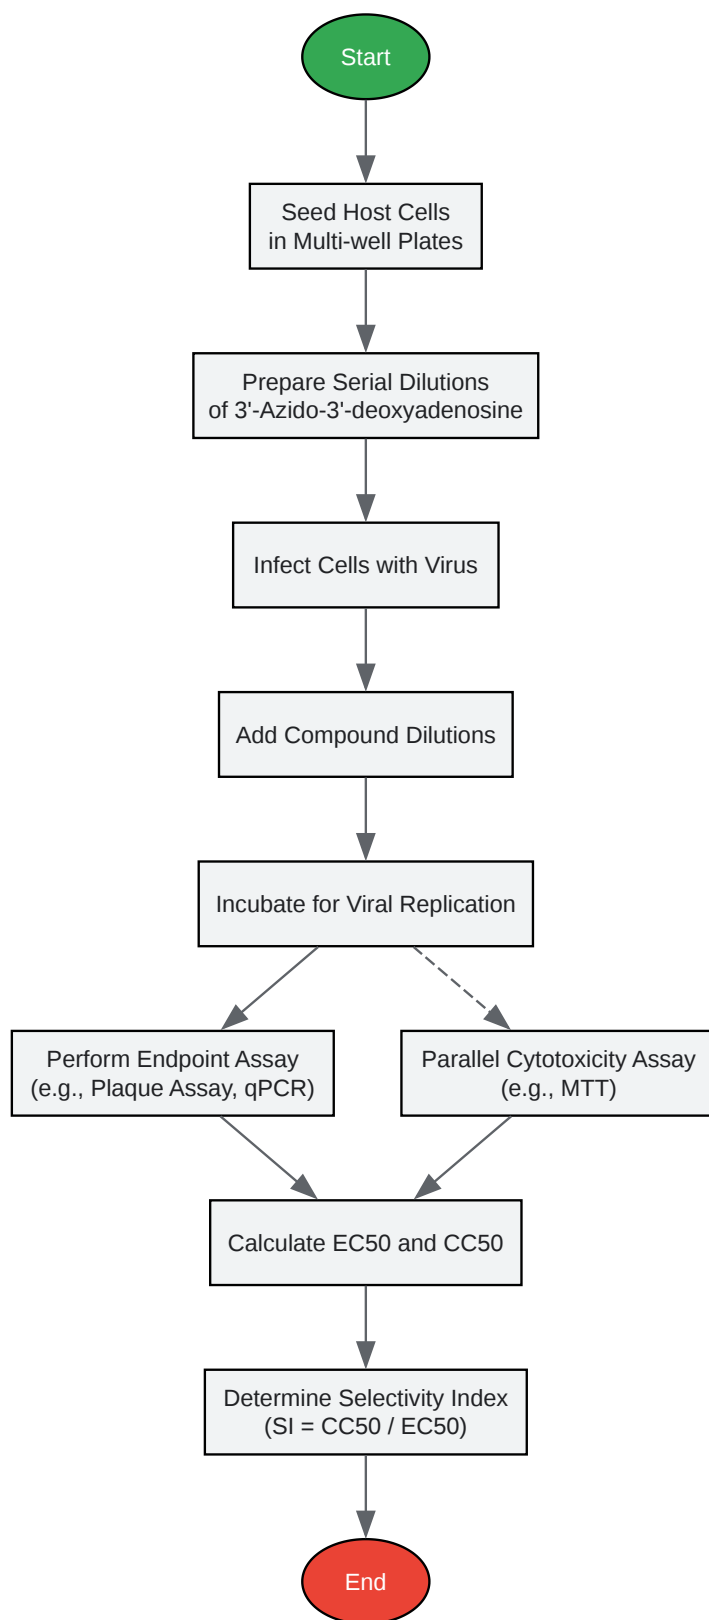 Start
Seed Host Cells
in Multi-well Plates
Prepare Serial Dilutions
of 3'-Azido-3'-deoxyadenosine
Infect Cells with Virus
Add Compound Dilutions
Incubate for Viral Replication
Perform Endpoint Assay
(e.g., Plaque Assay, qPCR)
Parallel Cytotoxicity Assay
(e.g., MTT)
Calculate EC50 and CC50
Determine Selectivity Index
(SI = CC50 / EC50)
End